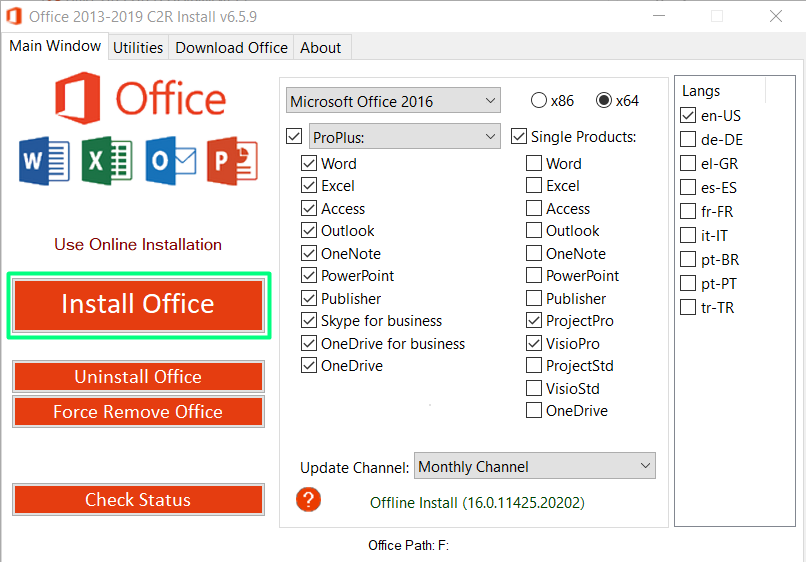 Office 2013-2019 C2R Install v6.5.9
Main Window Utilities Download Office About
Office
W X O P
Use Online Installation
Install Office
Uninstall Office
Force Remove Office
Check Status
Microsoft Office 2016 x86 x64
ProPlus: Single Products:
Word Word
Excel Excel
Access Access
Outlook Outlook
OneNote OneNote
PowerPoint PowerPoint
Publisher Publisher
Skype for business ProjectPro
OneDrive for business VisioPro
OneDrive ProjectStd
VisioStd
OneDrive
Update Channel: Monthly Channel
? Offline Install (16.0.11425.20202)
Langs
en-US
de-DE
el-GR
es-ES
fr-FR
it-IT
pt-BR
pt-PT
tr-TR
Office Path: F: